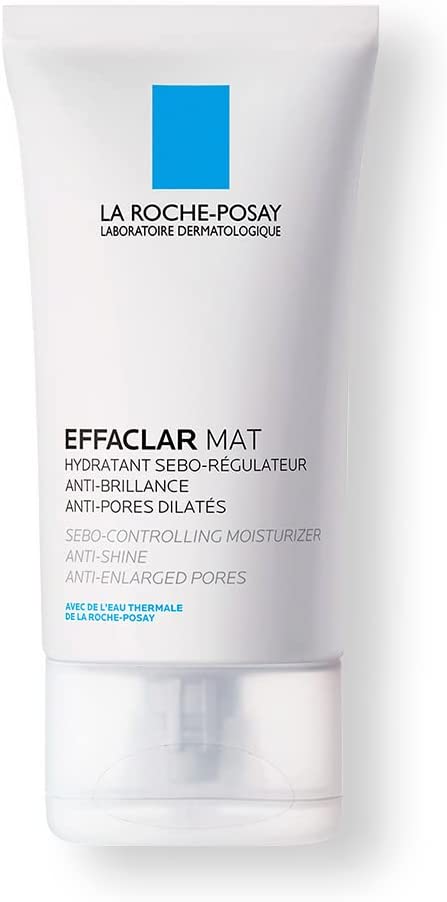 LA ROCHE-POSAY
LABORATOIRE DERMATOLOGIQUE
EFFACLAR MAT
HYDRATANT SEBO-RÉGULATEUR
ANTI-BRILLANCE
ANTI-PORES DILATÉS
SEBO-CONTROLLING MOISTURIZER
ANTI-SHINE
ANTI-ENLARGED PORES
AVEC DE L'EAU THERMALE
DE LA ROCHE-POSAY